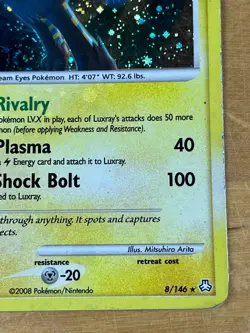 eam Eyes Pokémon HT: 4'07" WT: 92.6 lbs.
Rivalry
Pokémon LV.X in play, each of Luxray's attacks does 50 more
mon (before applying Weakness and Resistance).
Plasma 40
a Energy card and attach it to Luxray.
Shock Bolt 100
ed to Luxray.
through anything. It spots and captures
ects.
Illus. Mitsuhiro Arita
resistance retreat cost
-20
©2008 Pokémon/Nintendo 8/146 ★